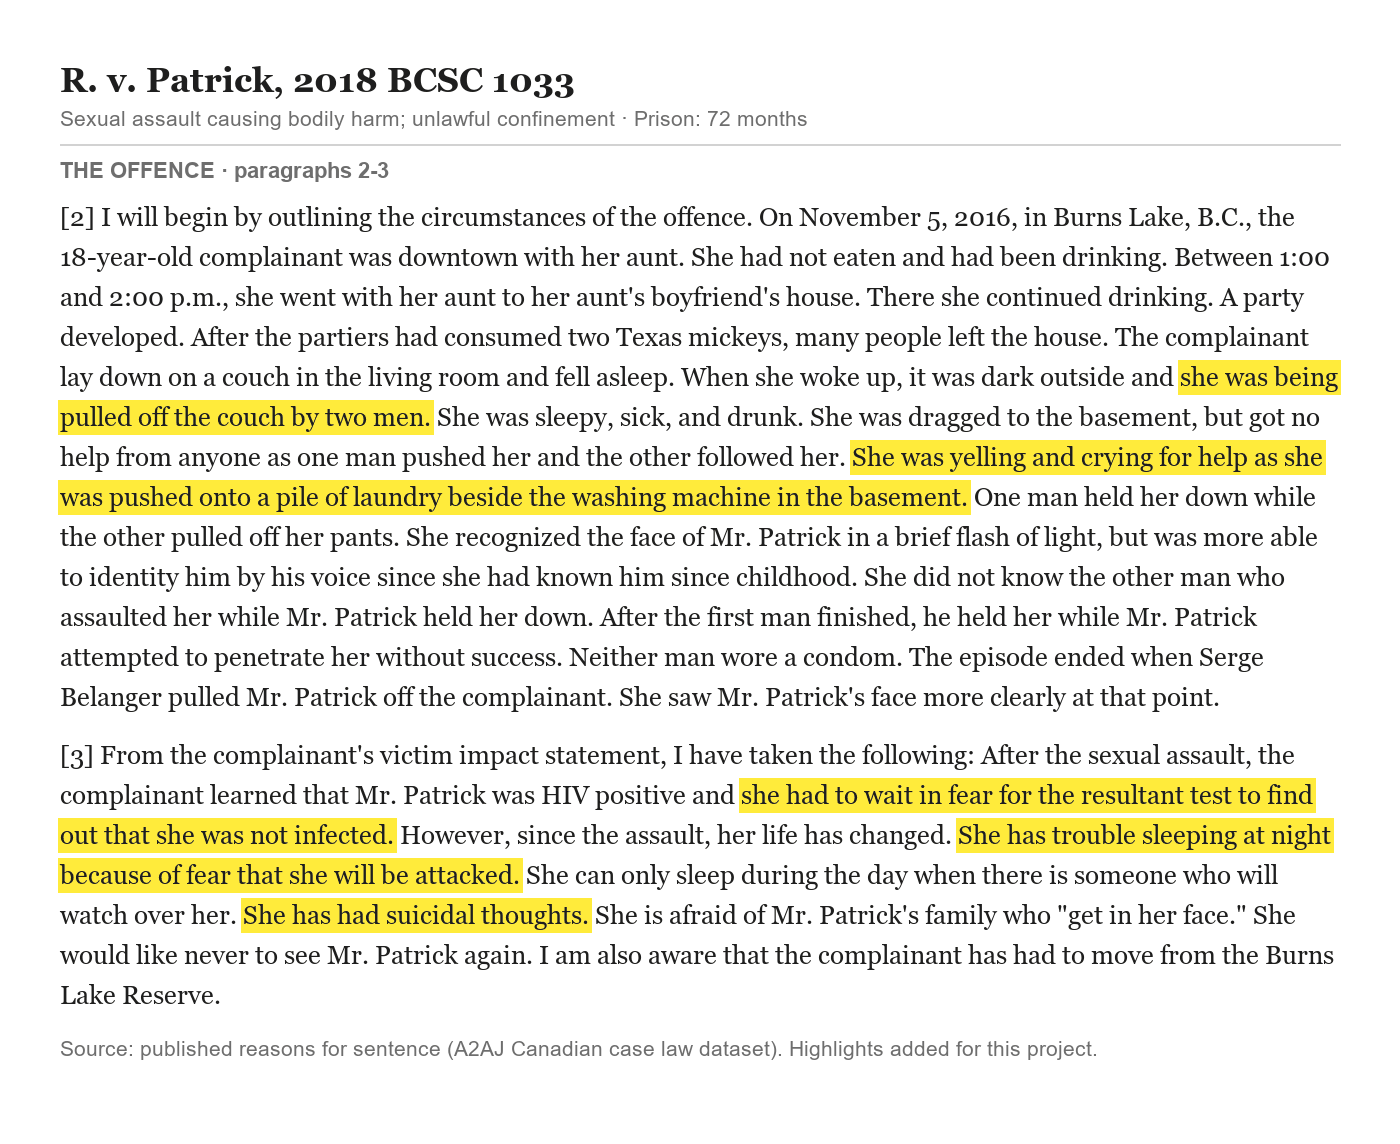 R. v. Patrick, 2018 BCSC 1033
Sexual assault causing bodily harm; unlawful confinement · Prison: 72 months
THE OFFENCE · paragraphs 2-3
[2] I will begin by outlining the circumstances of the offence. On November 5, 2016, in Burns Lake, B.C., the
18-year-old complainant was downtown with her aunt. She had not eaten and had been drinking. Between 1:00
and 2:00 p.m., she went with her aunt to her aunt's boyfriend's house. There she continued drinking. A party
developed. After the partiers had consumed two Texas mickeys, many people left the house. The complainant
lay down on a couch in the living room and fell asleep. When she woke up, it was dark outside and she was being
pulled off the couch by two men. She was sleepy, sick, and drunk. She was dragged to the basement, but got no
help from anyone as one man pushed her and the other followed her. She was yelling and crying for help as she
was pushed onto a pile of laundry beside the washing machine in the basement. One man held her down while
the other pulled off her pants. She recognized the face of Mr. Patrick in a brief flash of light, but was more able
to identity him by his voice since she had known him since childhood. She did not know the other man who
assaulted her while Mr. Patrick held her down. After the first man finished, he held her while Mr. Patrick
attempted to penetrate her without success. Neither man wore a condom. The episode ended when Serge
Belanger pulled Mr. Patrick off the complainant. She saw Mr. Patrick's face more clearly at that point.
[3] From the complainant's victim impact statement, I have taken the following: After the sexual assault, the
complainant learned that Mr. Patrick was HIV positive and she had to wait in fear for the resultant test to find
out that she was not infected. However, since the assault, her life has changed. She has trouble sleeping at night
because of fear that she will be attacked. She can only sleep during the day when there is someone who will
watch over her. She has had suicidal thoughts. She is afraid of Mr. Patrick's family who "get in her face." She
would like never to see Mr. Patrick again. I am also aware that the complainant has had to move from the Burns
Lake Reserve.
Source: published reasons for sentence (A2AJ Canadian case law dataset). Highlights added for this project.